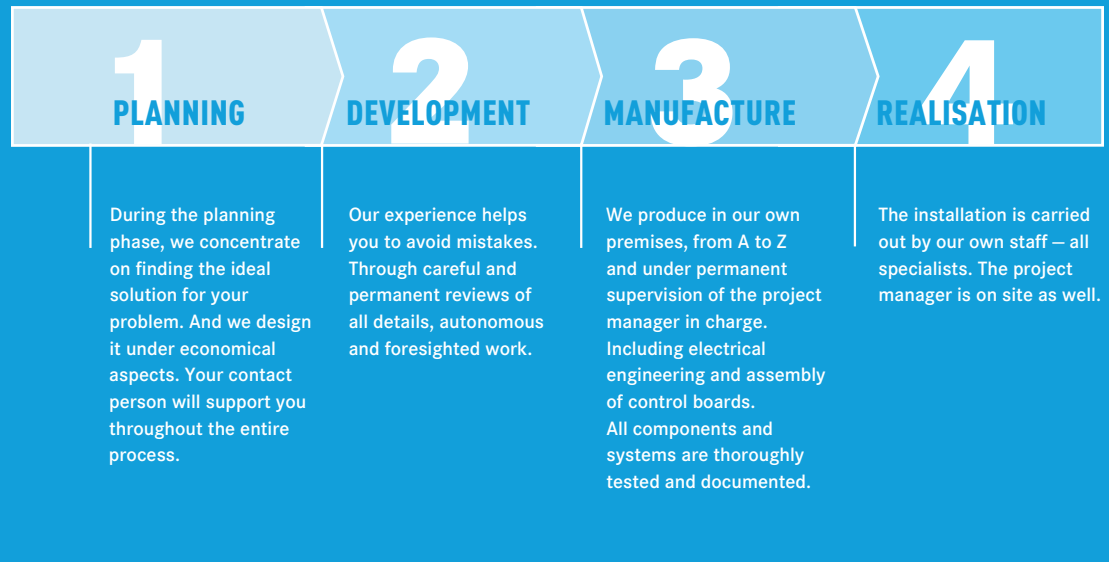 1
PLANNING
During the planning
phase, we concentrate
on finding the ideal
solution for your
problem. And we design
it under economical
aspects. Your contact
person will support you
throughout the entire
process.
2
DEVELOPMENT
Our experience helps
you to avoid mistakes.
Through careful and
permanent reviews of
all details, autonomous
and foresighted work.
3
MANUFACTURE
We produce in our own
premises, from A to Z
and under permanent
supervision of the project
manager in charge.
Including electrical
engineering and assembly
of control boards.
All components and
systems are thoroughly
tested and documented.
4
REALISATION
The installation is carried
out by our own staff – all
specialists. The project
manager is on site as well.